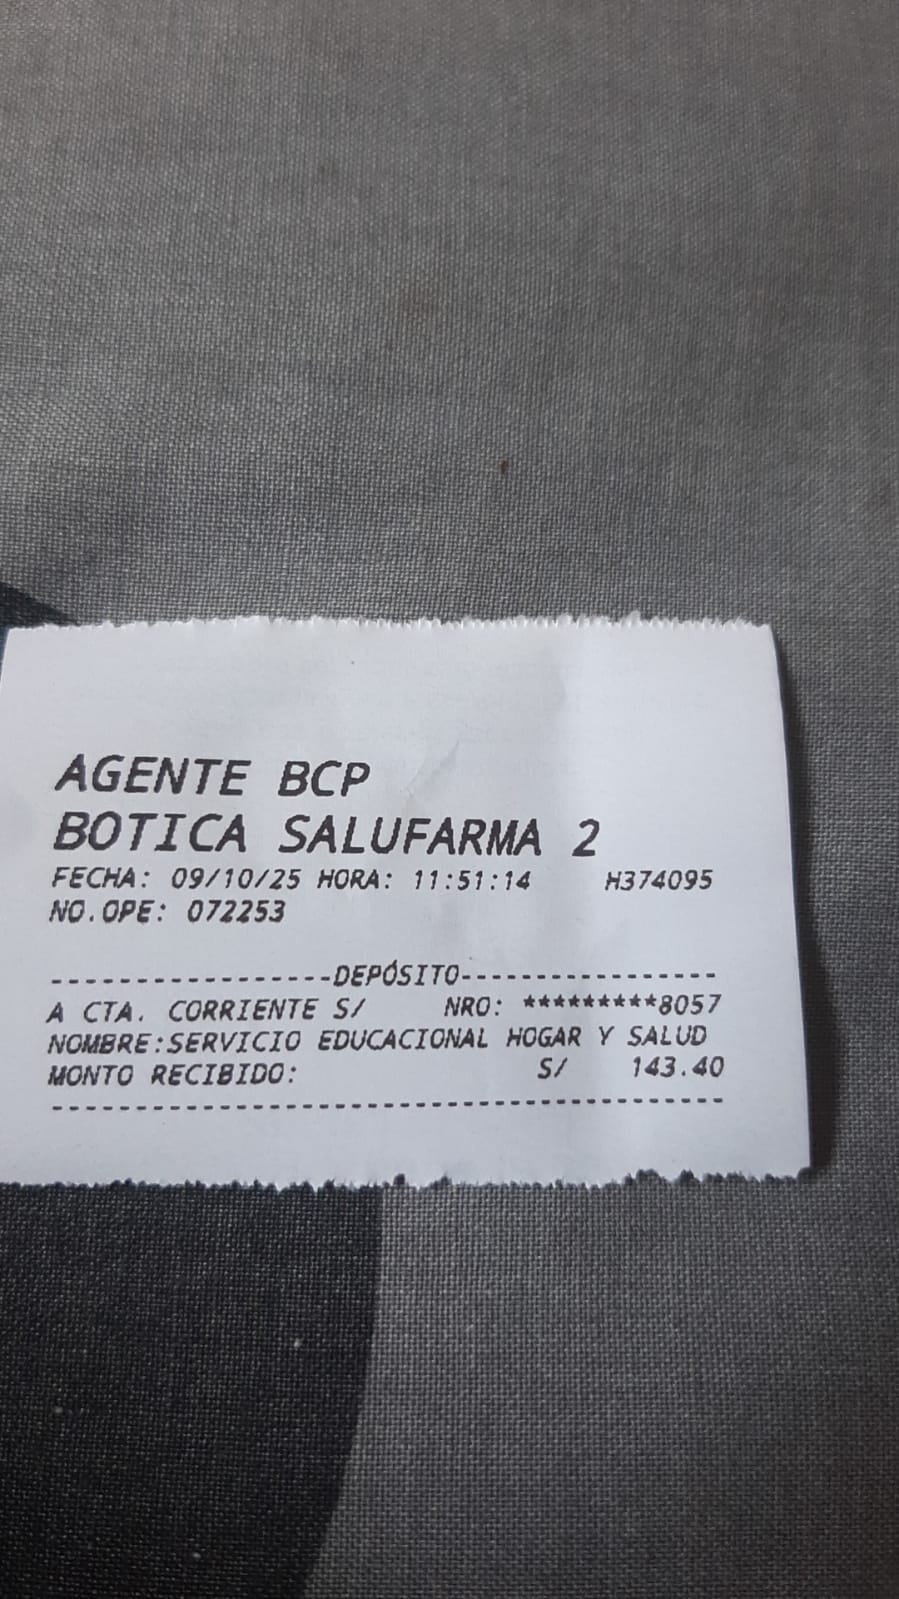 AGENTE BCP
BOTICA SALUFARMA 2
FECHA: 09/10/25 HORA: 11:51:14 H374095
NO.OPE: 072253
-----------------DEPÓSITO-----------------
A CTA. CORRIENTE S/ NRO: *********8057
NOMBRE:SERVICIO EDUCACIONAL HOGAR Y SALUD
MONTO RECIBIDO: S/ 143.40